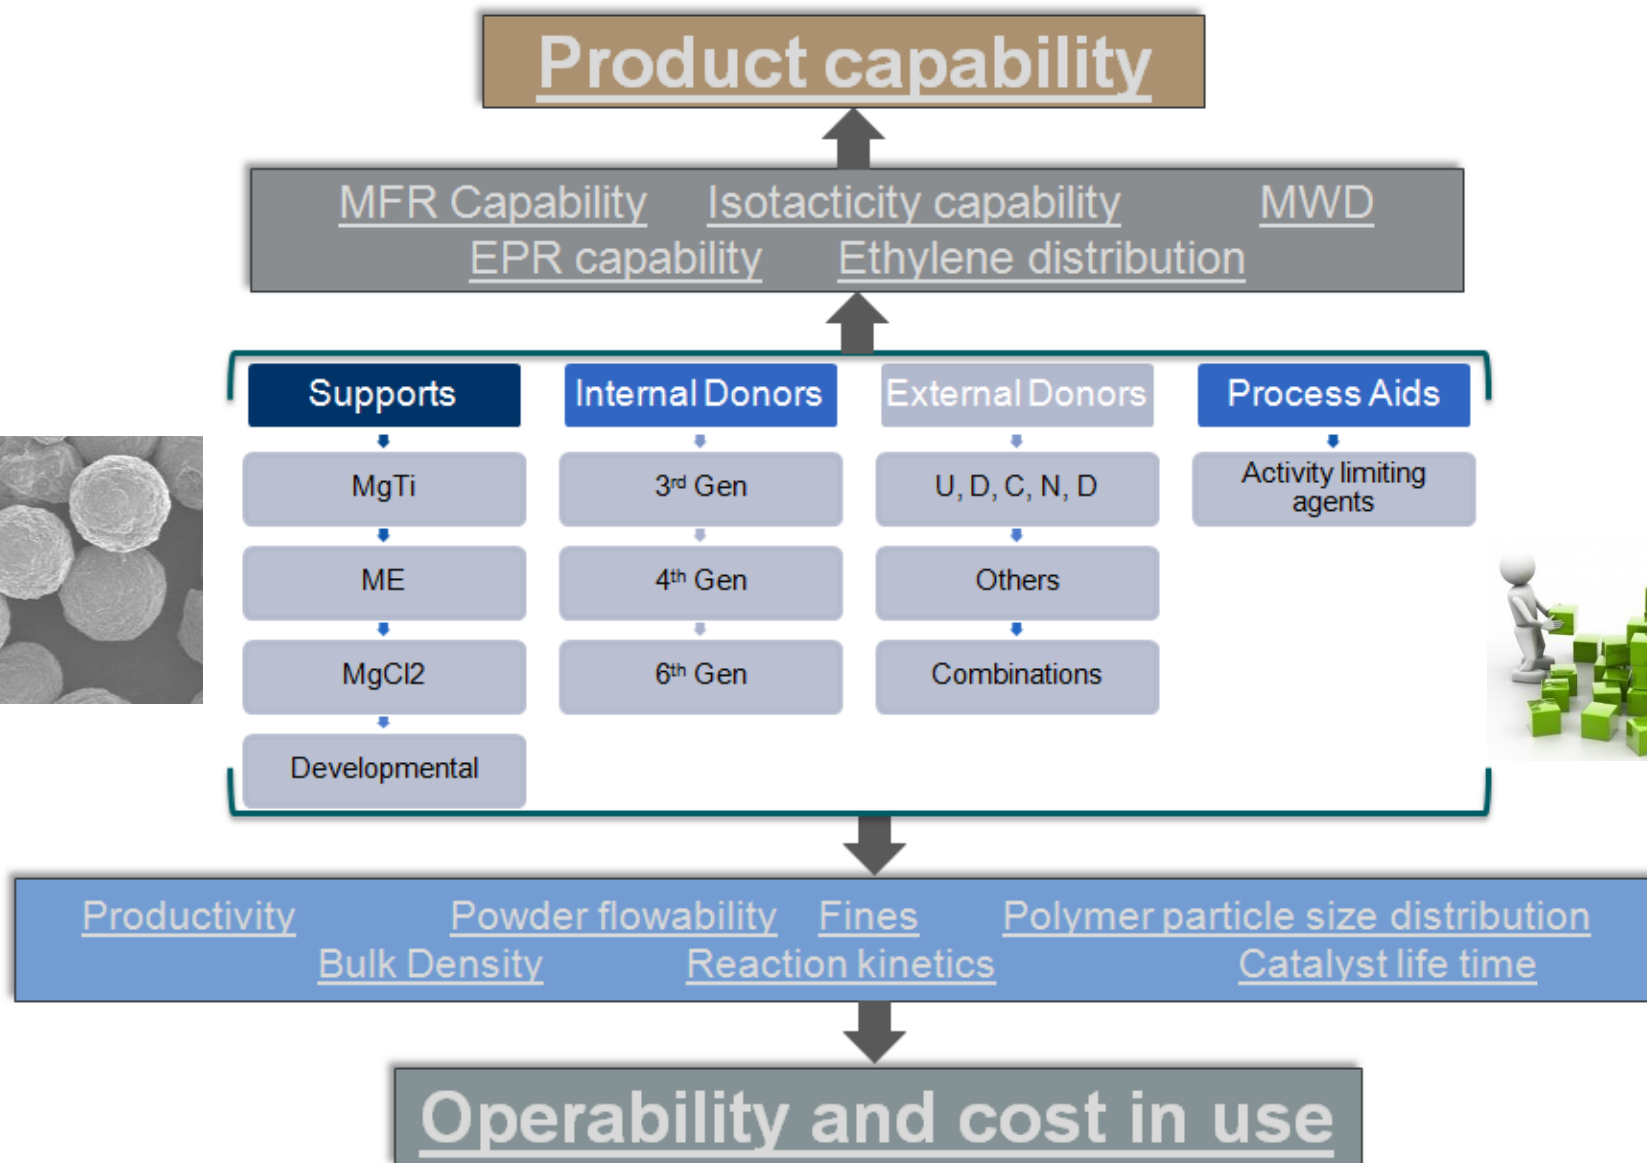 Product capability
MFR Capability Isotacticity capability MWD
EPR capability Ethylene distribution
Supports Internal Donors External Donors Process Aids
MgTi 3rd Gen U, D, C, N, D Activity limiting
agents
ME 4th Gen Others
MgCl2 6th Gen Combinations
Developmental
Productivity Powder flowability Fines Polymer particle size distribution
Bulk Density Reaction kinetics Catalyst life time
Operability and cost in use